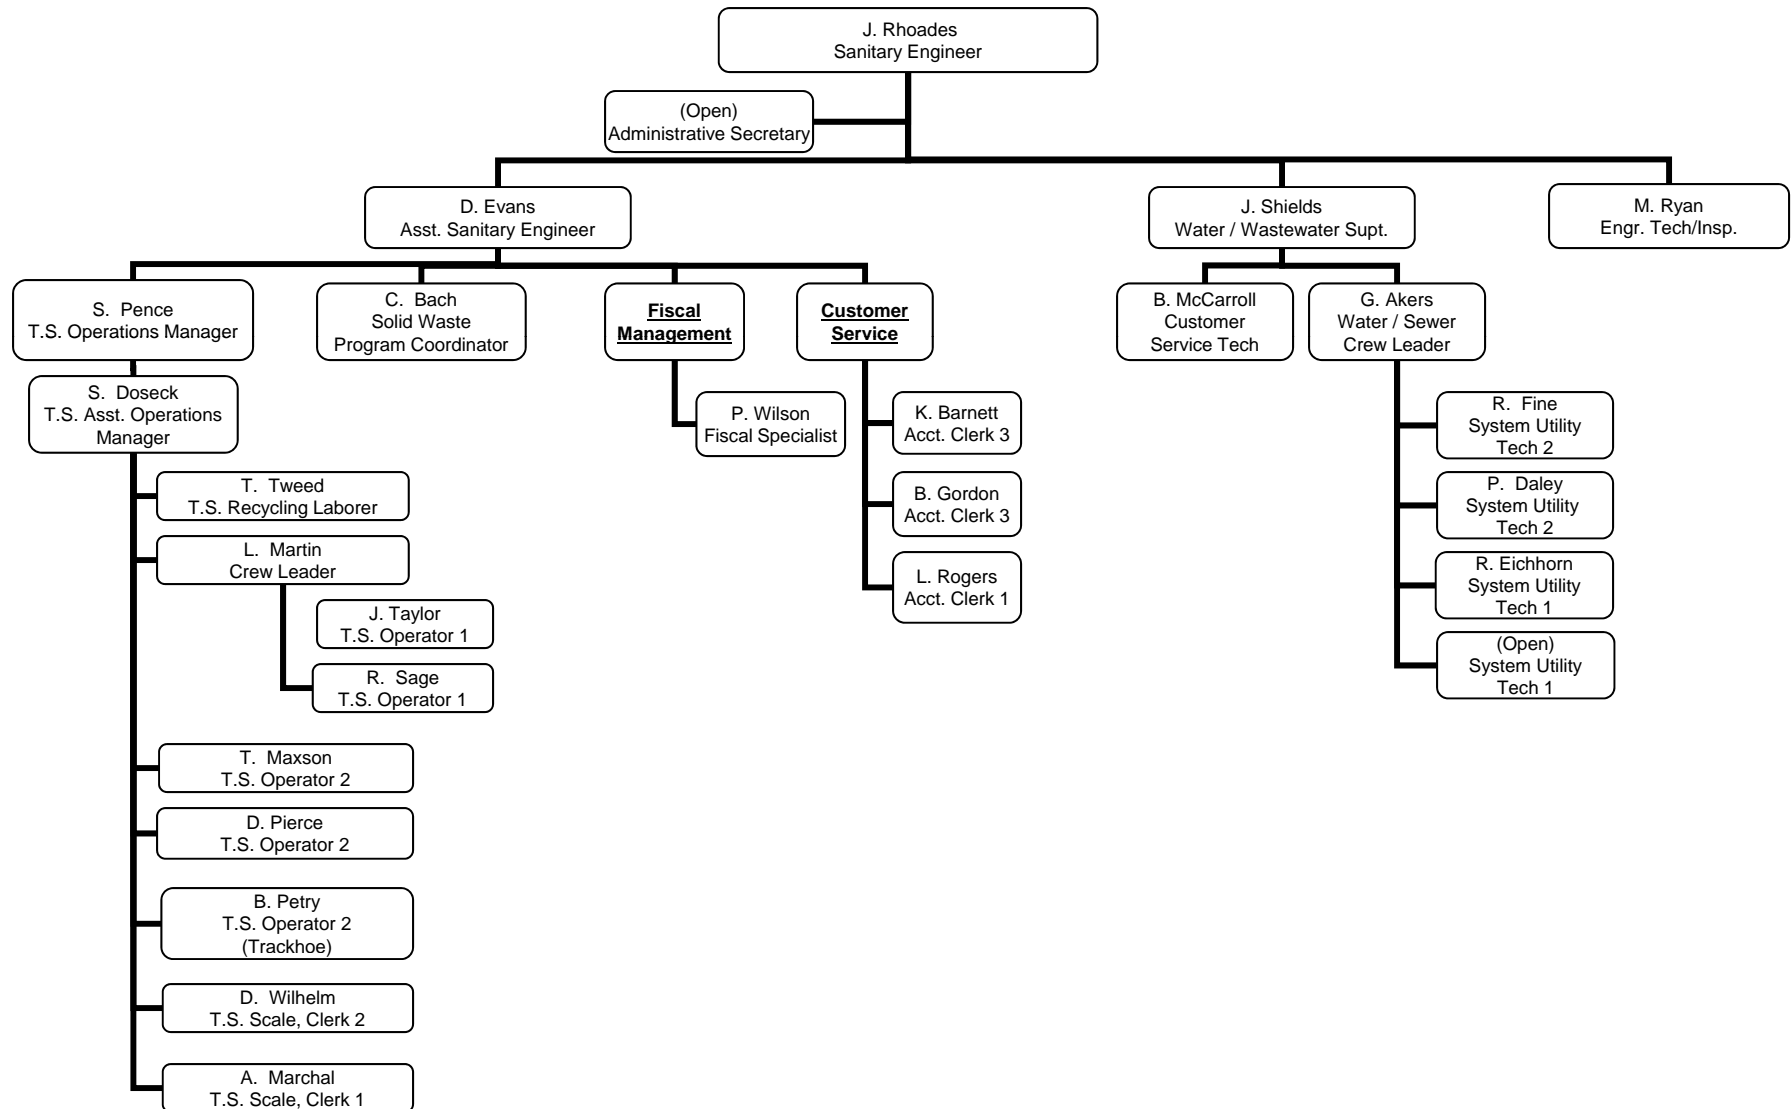 J. Rhoades
Sanitary Engineer
(Open)
Administrative Secretary
D. Evans
Asst. Sanitary Engineer
J. Shields
Water / Wastewater Supt.
M. Ryan
Engr. Tech/Insp.
S. Pence
T.S. Operations Manager
C. Bach
Solid Waste
Program Coordinator
Fiscal
Management
Customer
Service
B. McCarroll
Customer
Service Tech
G. Akers
Water / Sewer
Crew Leader
S. Doseck
T.S. Asst. Operations
Manager
P. Wilson
Fiscal Specialist
K. Barnett
Acct. Clerk 3
B. Gordon
Acct. Clerk 3
L. Rogers
Acct. Clerk 1
R. Fine
System Utility
Tech 2
P. Daley
System Utility
Tech 2
R. Eichhorn
System Utility
Tech 1
(Open)
System Utility
Tech 1
T. Tweed
T.S. Recycling Laborer
L. Martin
Crew Leader
J. Taylor
T.S. Operator 1
R. Sage
T.S. Operator 1
T. Maxson
T.S. Operator 2
D. Pierce
T.S. Operator 2
B. Petry
T.S. Operator 2
(Trackhoe)
D. Wilhelm
T.S. Scale, Clerk 2
A. Marchal
T.S. Scale, Clerk 1